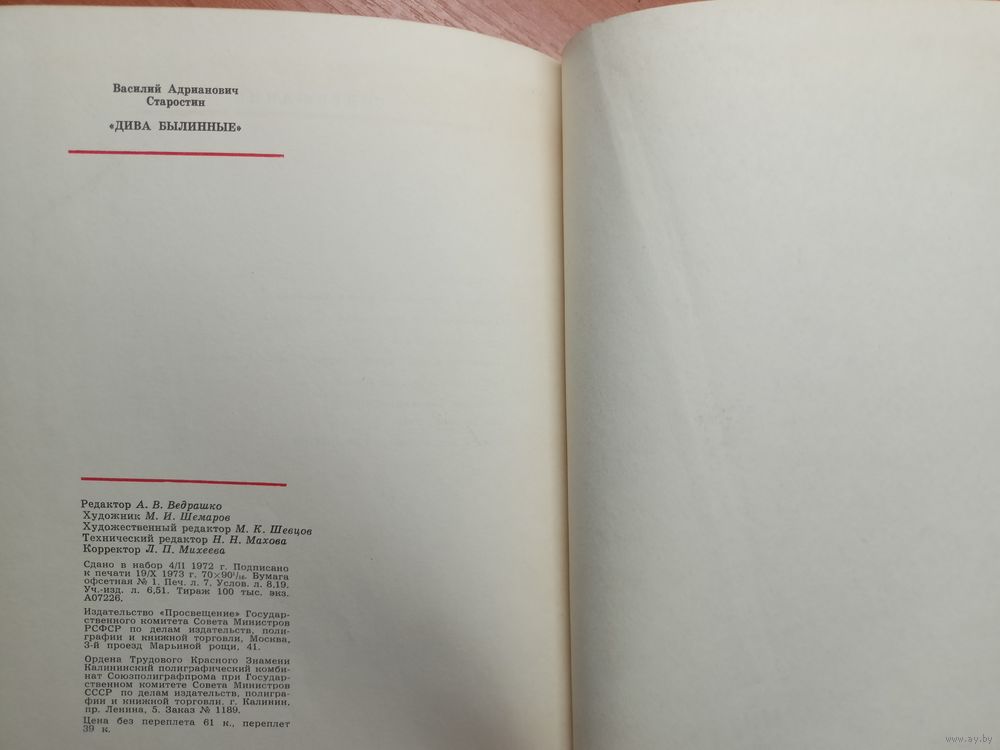 Василий Адрианович
Старостин
«ДИВА БЫЛИННЫЕ»
Редактор А. В. Ведрашко
Художник М. И. Шемаров
Художественный редактор М. К. Шевцов
Технический редактор Н. Н. Махова
Корректор Л. П. Михеева
Сдано в набор 4/II 1972 г. Подписано
к печати 19/X 1973 г. 70×90¹/₁₆. Бумага
офсетная № 1. Печ. л. 7. Услов. л. 8,19.
Уч.-изд. л. 6,51. Тираж 100 тыс. экз.
А07226.
Издательство «Просвещение» Государ-
ственного комитета Совета Министров
РСФСР по делам издательств, поли-
графии и книжной торговли, Москва,
3-й проезд Марьиной рощи, 41.
Ордена Трудового Красного Знамени
Калининский полиграфический комби-
нат Союзполиграфпрома при Государ-
ственном комитете Совета Министров
СССР по делам издательств, полигра-
фии и книжной торговли. г. Калинин,
пр. Ленина, 5. Заказ № 1189.
Цена без переплета 61 к., переплет
39 к.
www.ay.by